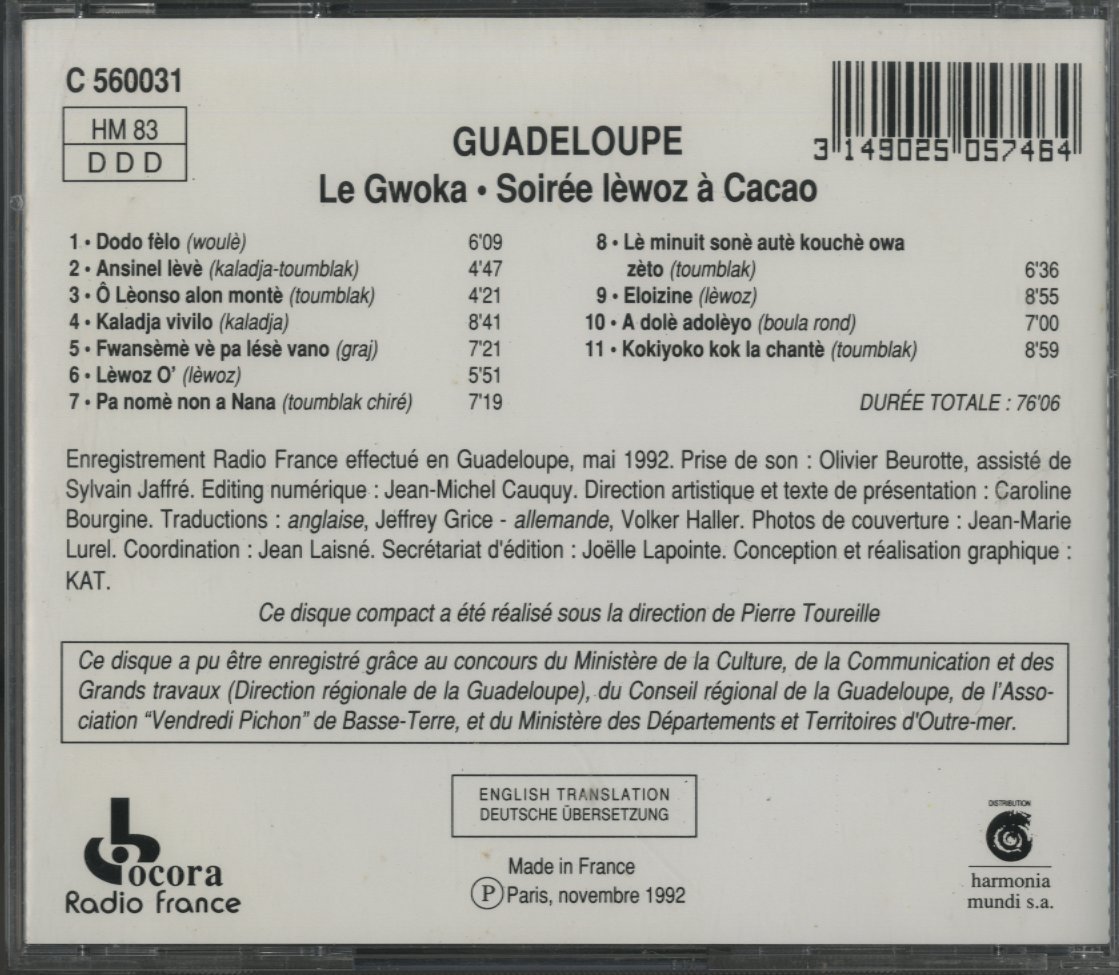 C 560031
HM 83
D D D
3 149025 057464
GUADELOUPE
Le Gwoka • Soirée lèwoz à Cacao
1 • Dodo fèlo (woulè) 6'09
2 • Ansinel lèvè (kaladja-toumblak) 4'47
3 • Ô Lèonso alon montè (toumblak) 4'21
4 • Kaladja vivilo (kaladja) 8'41
5 • Fwansèmè vè pa lésè vano (graj) 7'21
6 • Lèwoz O' (lèwoz) 5'51
7 • Pa nomè non a Nana (toumblak chiré) 7'19
8 • Lè minuit sonè autè kouchè owa
zèto (toumblak) 6'36
9 • Eloizine (lèwoz) 8'55
10 • A dolè adolèyo (boula rond) 7'00
11 • Kokiyoko kok la chantè (toumblak) 8'59
DURÉE TOTALE : 76'06
Enregistrement Radio France effectué en Guadeloupe, mai 1992. Prise de son : Olivier Beurotte, assisté de
Sylvain Jaffré. Editing numérique : Jean-Michel Cauquy. Direction artistique et texte de présentation : Caroline
Bourgine. Traductions : anglaise, Jeffrey Grice - allemande, Volker Haller. Photos de couverture : Jean-Marie
Lurel. Coordination : Jean Laisné. Secrétariat d'édition : Joëlle Lapointe. Conception et réalisation graphique :
KAT.
Ce disque compact a été réalisé sous la direction de Pierre Toureille
Ce disque a pu être enregistré grâce au concours du Ministère de la Culture, de la Communication et des
Grands travaux (Direction régionale de la Guadeloupe), du Conseil régional de la Guadeloupe, de l'Asso-
ciation “Vendredi Pichon” de Basse-Terre, et du Ministère des Départements et Territoires d'Outre-mer.
ENGLISH TRANSLATION
DEUTSCHE ÜBERSETZUNG
Made in France
Ⓟ Paris, novembre 1992
ocora
Radio france
DISTRIBUTION
harmonia
mundi s.a.